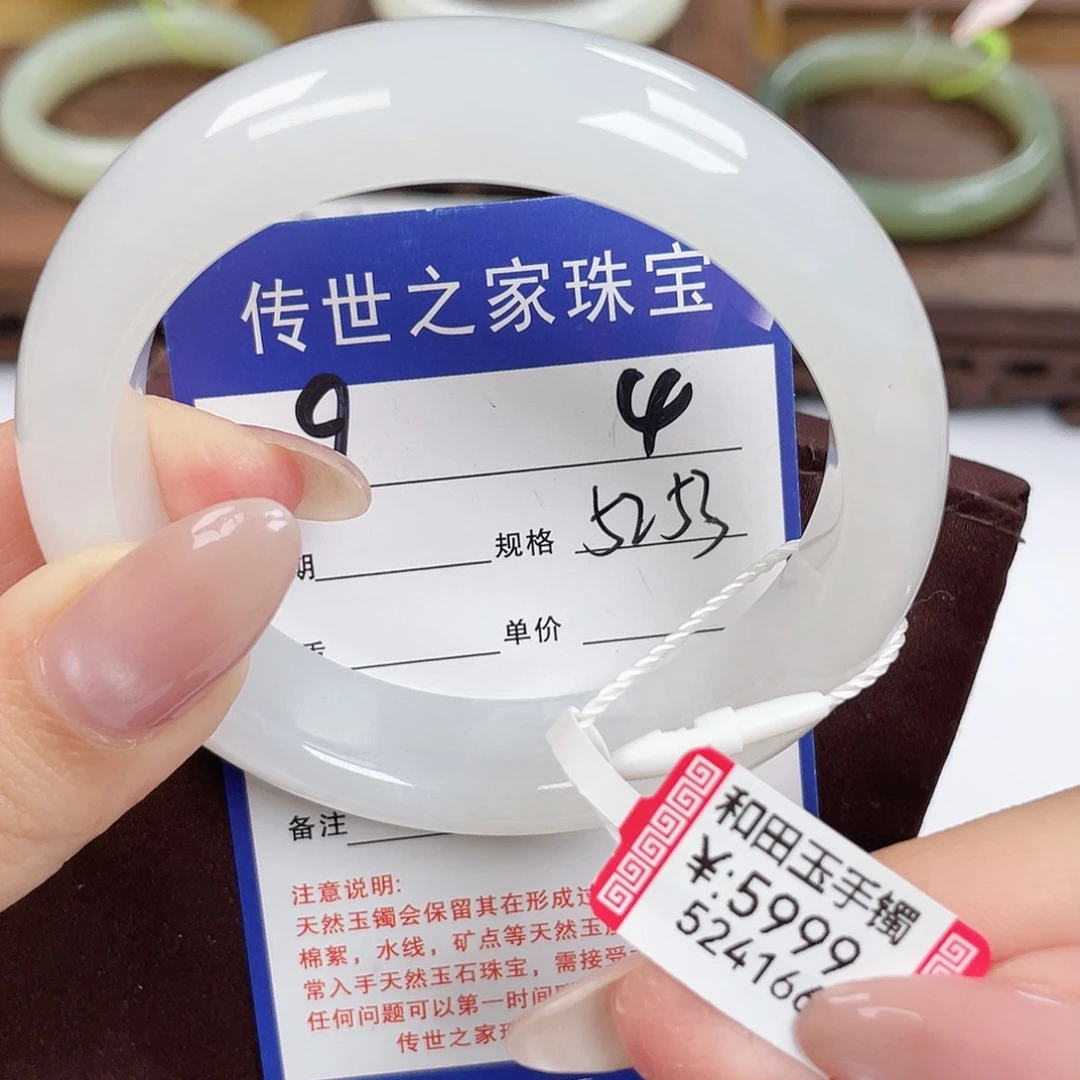 传世之家珠宝
9 4
规格 5253
单价
备注
注意说明:
天然玉镯会保留其在形成过
棉絮,水线,矿点等天然玉
常入手天然玉石珠宝,需接受
任何问题可以第一时间
传世之家
和田玉手镯
¥:5999
524166